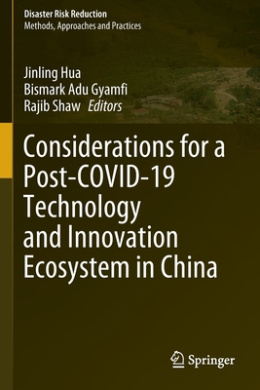 Disaster Risk Reduction
Methods, Approaches and Practices
Jinling Hua
Bismark Adu Gyamfi
Rajib Shaw Editors
Considerations for a
Post-COVID-19
Technology
and Innovation
Ecosystem in China
Springer